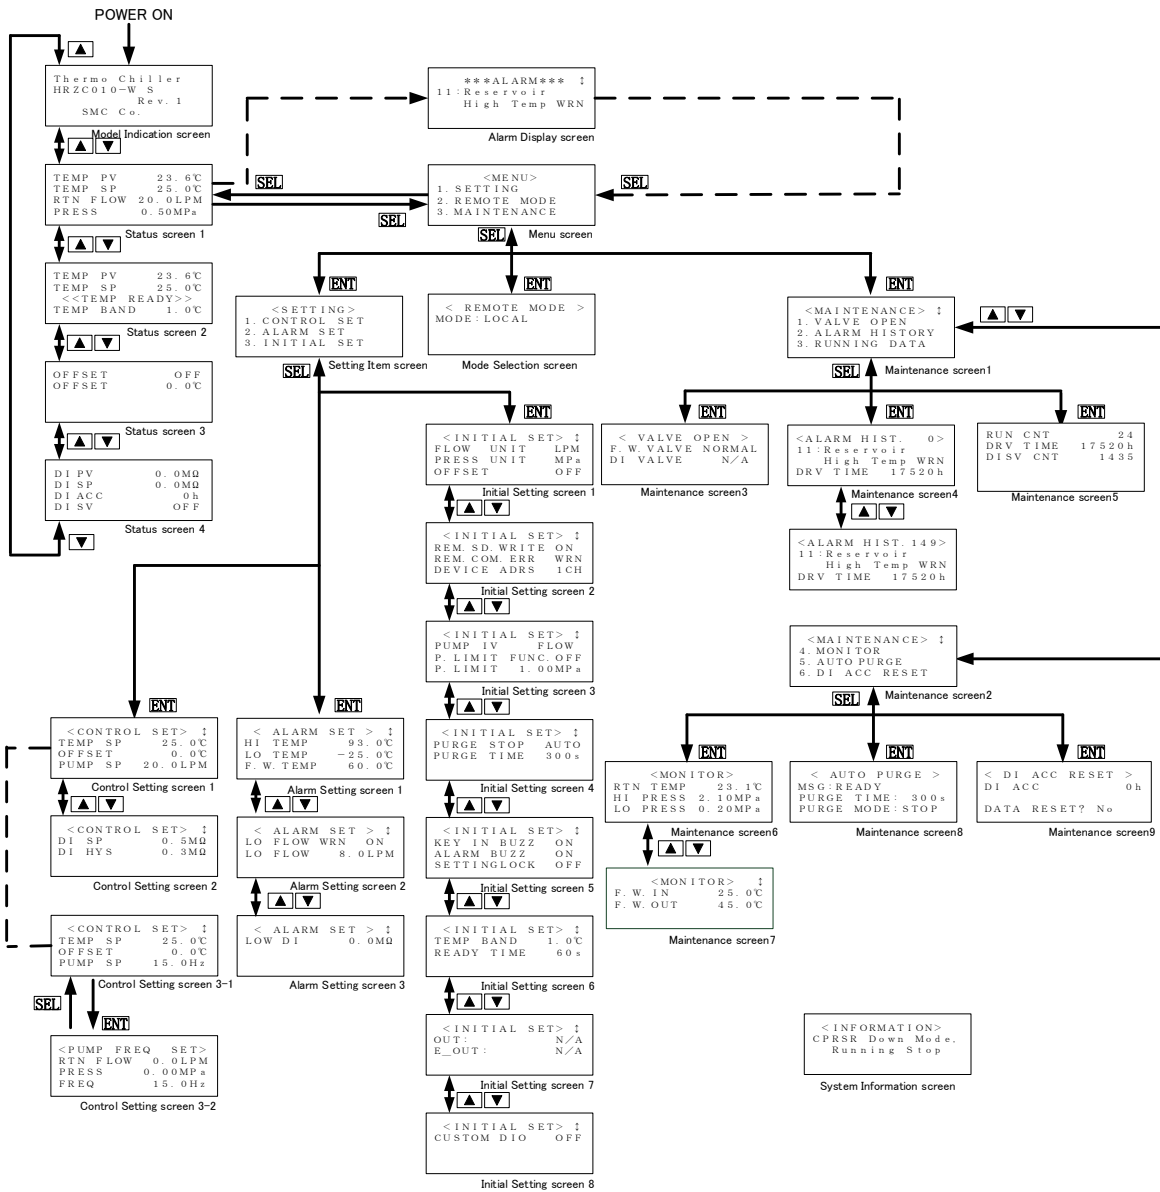 POWER ON
▲
Thermo Chiller
HRZC010-W S
Rev. 1
SMC Co.
Model Indication screen
▲ ▼
TEMP PV 23. 6℃
TEMP SP 25. 0℃
RTN FLOW 20. 0LPM
PRESS 0. 50MPa
Status screen 1
▲ ▼
TEMP PV 23. 6℃
TEMP SP 25. 0℃
<<TEMP READY>>
TEMP BAND 1. 0℃
Status screen 2
▲ ▼
OFFSET OFF
OFFSET 0. 0℃
Status screen 3
▲ ▼
DI PV 0. 0MΩ
DI SP 0. 0MΩ
DI ACC 0h
DI SV OFF
Status screen 4
▼
***ALARM*** ↕
11:Reservoir
High Temp WRN
Alarm Display screen
SEL
SEL
SEL
<MENU>
1. SETTING
2. REMOTE MODE
3. MAINTENANCE
Menu screen
SEL
ENT
ENT
ENT
<SETTING>
1. CONTROL SET
2. ALARM SET
3. INITIAL SET
Setting Item screen
SEL
< REMOTE MODE >
MODE:LOCAL
Mode Selection screen
<MAINTENANCE> ↕
1. VALVE OPEN
2. ALARM HISTORY
3. RUNNING DATA
Maintenance screen1
▲ ▼
SEL
ENT
ENT
ENT
ENT
<INITIAL SET> ↕
FLOW UNIT LPM
PRESS UNIT MPa
OFFSET OFF
Initial Setting screen 1
▲ ▼
<INITIAL SET> ↕
REM. SD. WRITE ON
REM. COM. ERR WRN
DEVICE ADRS 1CH
Initial Setting screen 2
▲ ▼
<INITIAL SET> ↕
PUMP IV FLOW
P. LIMIT FUNC. OFF
P. LIMIT 1. 00MPa
Initial Setting screen 3
▲ ▼
<INITIAL SET> ↕
PURGE STOP AUTO
PURGE TIME 300s
Initial Setting screen 4
▲ ▼
<INITIAL SET> ↕
KEY IN BUZZ ON
ALARM BUZZ ON
SETTINGLOCK OFF
Initial Setting screen 5
▲ ▼
<INITIAL SET> ↕
TEMP BAND 1. 0℃
READY TIME 60s
Initial Setting screen 6
▲ ▼
<INITIAL SET> ↕
OUT: N/A
E_OUT: N/A
Initial Setting screen 7
▲ ▼
<INITIAL SET> ↕
CUSTOM DIO OFF
Initial Setting screen 8
< VALVE OPEN >
F. W. VALVE NORMAL
DI VALVE N/A
Maintenance screen3
<ALARM HIST. 0>
11:Reservoir
High Temp WRN
DRV TIME 17520h
Maintenance screen4
▲ ▼
<ALARM HIST. 149>
11:Reservoir
High Temp WRN
DRV TIME 17520h
RUN CNT 24
DRV TIME 17520h
DISV CNT 1435
Maintenance screen5
<MAINTENANCE> ↕
4. MONITOR
5. AUTO PURGE
6. DI ACC RESET
Maintenance screen2
SEL
ENT
ENT
ENT
<MONITOR>
RTN TEMP 23. 1℃
HI PRESS 2. 10MPa
LO PRESS 0. 20MPa
Maintenance screen6
▲ ▼
<MONITOR> ↕
F. W. IN 25. 0℃
F. W. OUT 45. 0℃
Maintenance screen7
< AUTO PURGE >
MSG:READY
PURGE TIME: 300s
PURGE MODE:STOP
Maintenance screen8
< DI ACC RESET >
DI ACC 0h
DATA RESET? No
Maintenance screen9
ENT
ENT
<CONTROL SET> ↕
TEMP SP 25. 0℃
OFFSET 0. 0℃
PUMP SP 20. 0LPM
Control Setting screen 1
▲ ▼
<CONTROL SET> ↕
DI SP 0. 5MΩ
DI HYS 0. 3MΩ
Control Setting screen 2
<CONTROL SET> ↕
TEMP SP 25. 0℃
OFFSET 0. 0℃
PUMP SP 15. 0Hz
Control Setting screen 3-1
SEL
ENT
<PUMP FREQ SET>
RTN FLOW 0. 0LPM
PRESS 0. 00MPa
FREQ 15. 0Hz
Control Setting screen 3-2
< ALARM SET > ↕
HI TEMP 93. 0℃
LO TEMP -25. 0℃
F. W. TEMP 60. 0℃
Alarm Setting screen 1
▲ ▼
< ALARM SET > ↕
LO FLOW WRN ON
LO FLOW 8. 0LPM
Alarm Setting screen 2
▲ ▼
< ALARM SET > ↕
LOW DI 0. 0MΩ
Alarm Setting screen 3
<INFORMATION>
CPRSR Down Mode,
Running Stop
System Information screen